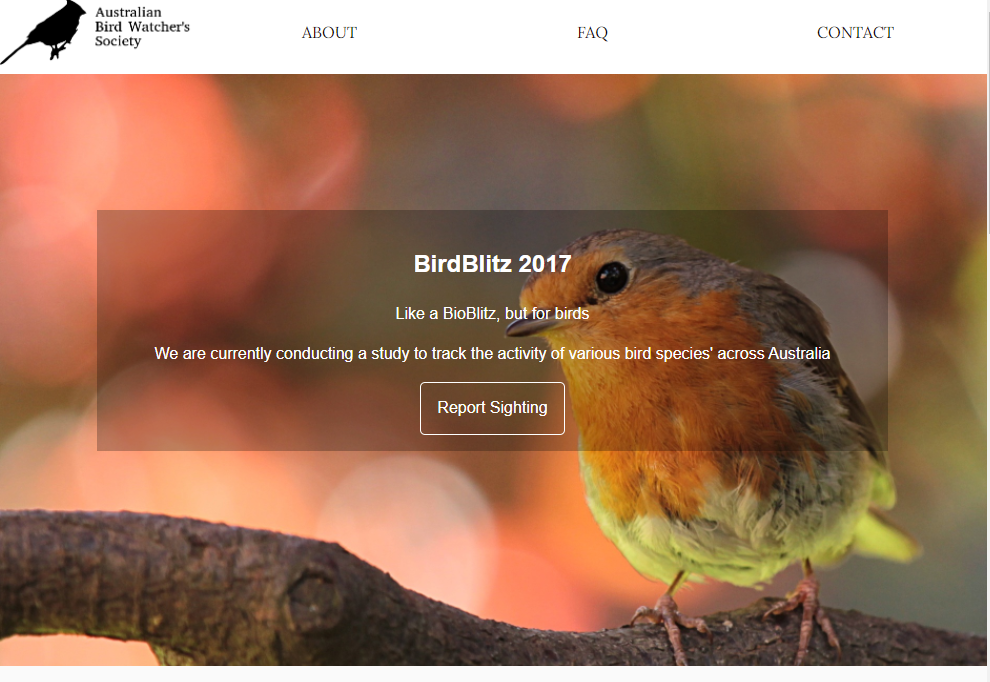 Australian
Bird Watcher's
Society
ABOUT
FAQ
CONTACT
BirdBlitz 2017
Like a BioBlitz, but for birds
We are currently conducting a study to track the activity of various bird species' across Australia
Report Sighting